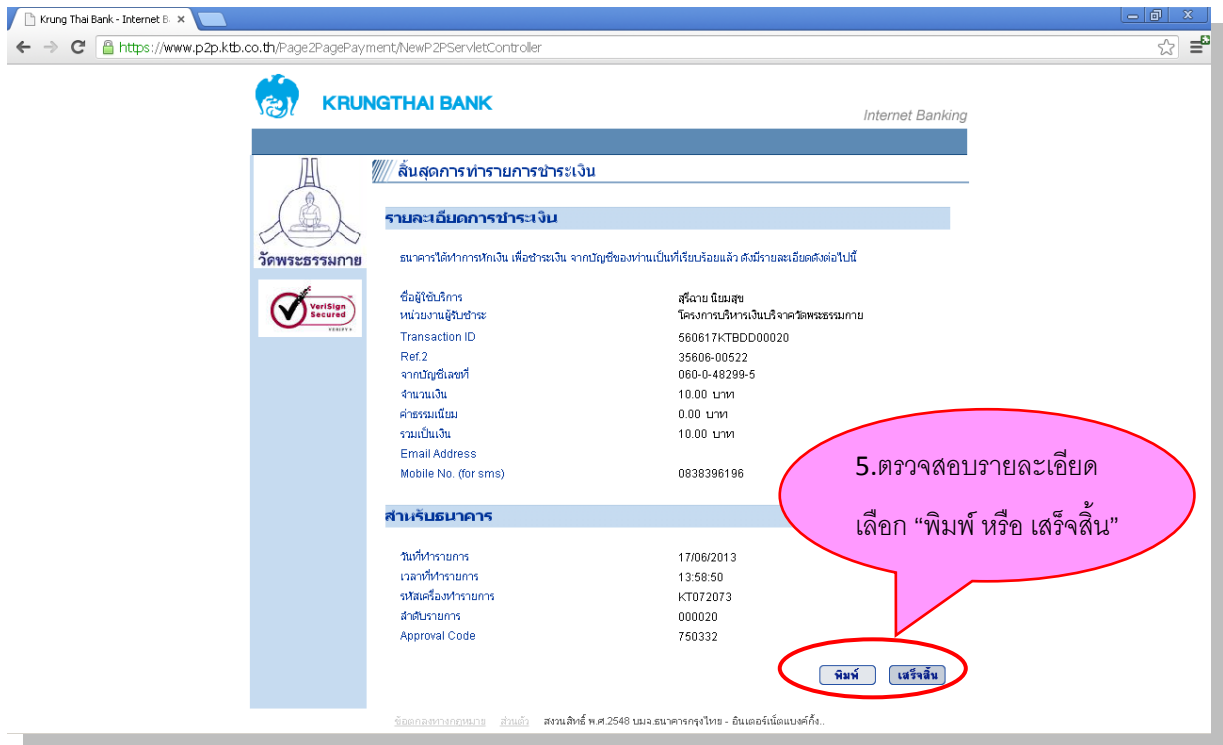 Krung Thai Bank - Internet B
https://www.p2p.ktb.co.th/Page2PagePayment/NewP2PServletController
KRUNGTHAI BANK
Internet Banking
สิ้นสุดการทำรายการชำระเงิน
รายละเอียดการชำระเงิน
วัดพระธรรมกาย
ธนาคารได้ทำการหักเงิน เพื่อชำระเงิน จากบัญชีของท่านเป็นที่เรียบร้อยแล้ว ดังมีรายละเอียดดังต่อไปนี้
VeriSign
Secured
VERIFY
ชื่อผู้ใช้บริการ สุรีฉาย นิยมสุข
หน่วยงานผู้รับชำระ โครงการบริหารเงินบริจาควัดพระธรรมกาย
Transaction ID 560617KTBDD00020
Ref.2 35606-00522
จากบัญชีเลขที่ 060-0-48299-5
จำนวนเงิน 10.00 บาท
ค่าธรรมเนียม 0.00 บาท
รวมเป็นเงิน 10.00 บาท
Email Address
Mobile No. (for sms) 0838396196
5.ตรวจสอบรายละเอียด
เลือก “พิมพ์ หรือ เสร็จสิ้น”
สำหรับธนาคาร
วันที่ทำรายการ 17/06/2013
เวลาที่ทำรายการ 13:58:50
รหัสเครื่องทำรายการ KT072073
ลำดับรายการ 000020
Approval Code 750332
พิมพ์ เสร็จสิ้น
ข้อตกลงทางกฎหมาย ส่วนตัว สงวนสิทธิ์ พ.ศ.2548 บมจ.ธนาคารกรุงไทย - อินเตอร์เน็ตแบงค์กิ้ง..